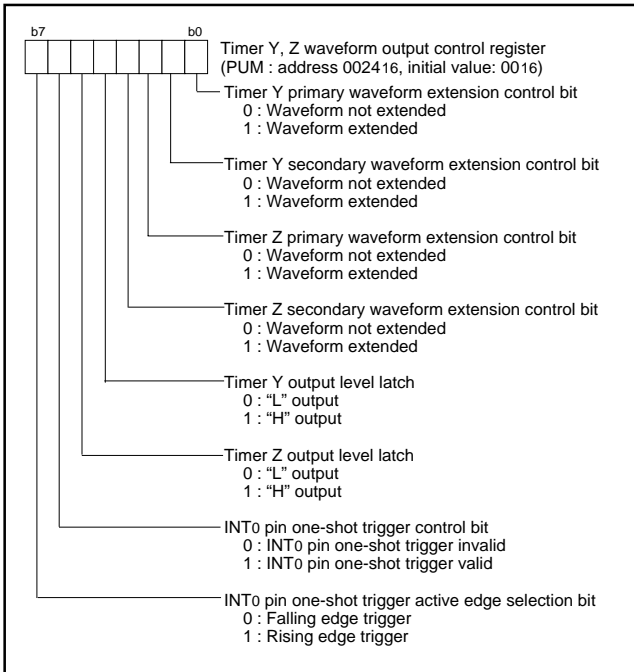 b7 b0
Timer Y, Z waveform output control register
(PUM : address 002416, initial value: 0016)
Timer Y primary waveform extension control bit
0 : Waveform not extended
1 : Waveform extended
Timer Y secondary waveform extension control bit
0 : Waveform not extended
1 : Waveform extended
Timer Z primary waveform extension control bit
0 : Waveform not extended
1 : Waveform extended
Timer Z secondary waveform extension control bit
0 : Waveform not extended
1 : Waveform extended
Timer Y output level latch
0 : “L” output
1 : “H” output
Timer Z output level latch
0 : “L” output
1 : “H” output
INT0 pin one-shot trigger control bit
0 : INT0 pin one-shot trigger invalid
1 : INT0 pin one-shot trigger valid
INT0 pin one-shot trigger active edge selection bit
0 : Falling edge trigger
1 : Rising edge trigger